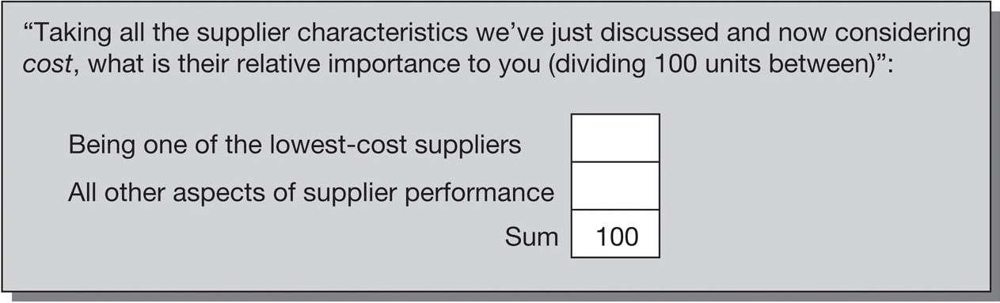 “Taking all the supplier characteristics we’ve just discussed and now considering
cost, what is their relative importance to you (dividing 100 units between)”:
Being one of the lowest-cost suppliers
All other aspects of supplier performance
Sum 100